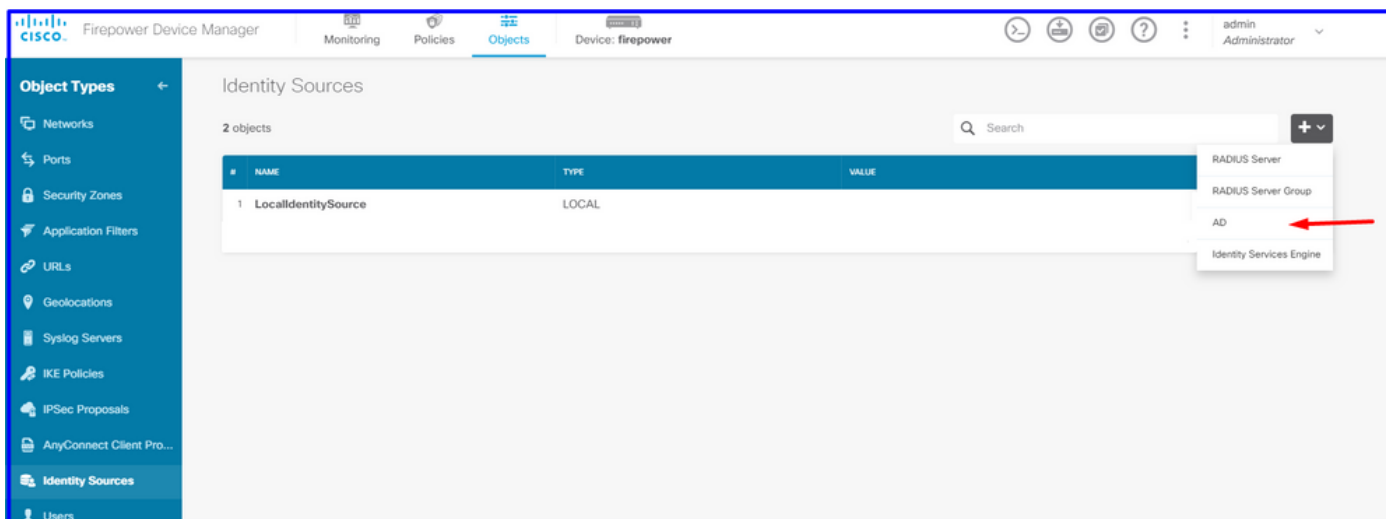 CISCO
Firepower Device Manager
Monitoring
Policies
Objects
Device: firepower
admin
Administrator
Object Types
Networks
Ports
Security Zones
Application Filters
URLs
Geolocations
Syslog Servers
IKE Policies
IPSec Proposals
AnyConnect Client Pro...
Identity Sources
Users
Identity Sources
2 objects
Search
# NAME TYPE VALUE
1 LocalIdentitySource LOCAL
RADIUS Server
RADIUS Server Group
AD
Identity Services Engine